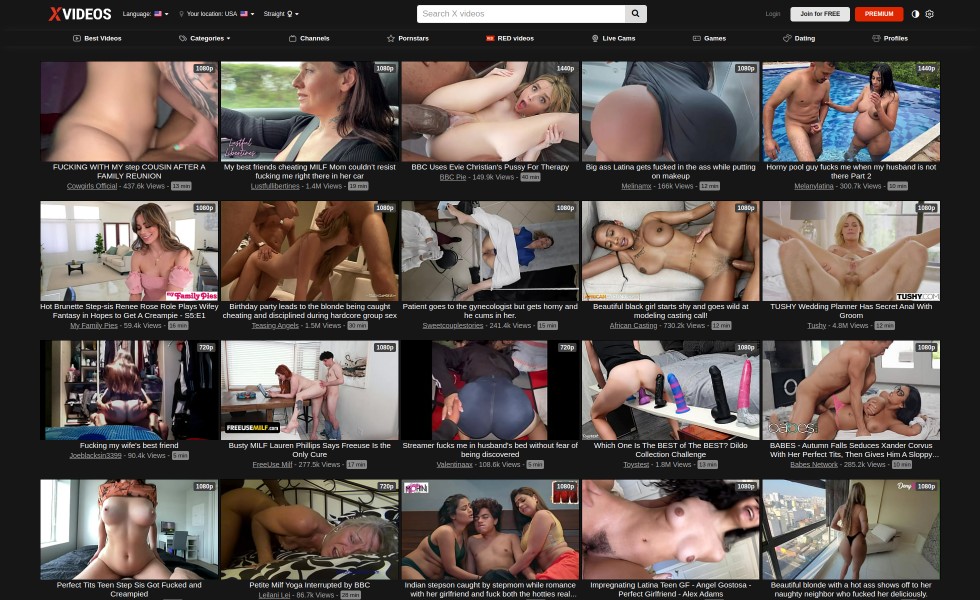 XVIDEOS
Language:
Your location: USA
Straight
Search X videos
Login
Join for FREE
PREMIUM
Best Videos
Categories
Channels
Pornstars
RED videos
Live Cams
Games
Dating
Profiles
1080p
1080p
1440p
1080p
1440p
Lustful
Libertines
FUCKING WITH MY step COUSIN AFTER A
FAMILY REUNION
Cowgirls Official - 437.6k Views - 13 min
My best friends cheating MILF Mom couldn't resist
fucking me right there in her car
Lustfullibertines - 1.4M Views - 19 min
BBC Uses Evie Christian's Pussy For Therapy
BBC Pie - 149.9k Views - 40 min
Big ass Latina gets fucked in the ass while putting
on makeup
Melinamx - 166k Views - 12 min
Horny pool guy fucks me when my husband is not
there Part 2
Melanylatina - 300.7k Views - 10 min
1080p
1080p
1080p
1080p
1080p
my Family Pies
TUSHY.COM
Hot Brunette Step-sis Renee Rose Role Plays Wifey
Fantasy in Hopes to Get A Creampie - S5:E1
My Family Pies - 59.4k Views - 16 min
Birthday party leads to the blonde being caught
cheating and disciplined during hardcore group sex
Teasing Angels - 1.5M Views - 30 min
Patient goes to the gynecologist but gets horny and
he cums in her.
Sweetcouplestories - 241.4k Views - 15 min
Beautiful black girl starts shy and goes wild at
modeling casting call!
African Casting - 730.2k Views - 12 min
TUSHY Wedding Planner Has Secret Anal With
Groom
Tushy - 4.8M Views - 12 min
720p
1080p
720p
1080p
1080p
FREEUSEMILF.com
babes
Fucking my wife's best friend
Joeblacksin3399 - 90.4k Views - 5 min
Busty MILF Lauren Phillips Says Freeuse Is the
Only Cure
FreeUse Milf - 277.5k Views - 17 min
Streamer fucks me in husband's bed without fear of
being discovered
Valentinaax - 108.6k Views - 5 min
Which One Is The BEST of The BEST? Dildo
Collection Challenge
Toystest - 1.8M Views - 13 min
BABES - Autumn Falls Seduces Xander Corvus
With Her Perfect Tits, Then Gives Him A Sloppy...
Babes Network - 285.2k Views - 10 min
1080p
720p
1080p
1080p
1080p
Perfect Tits Teen Step Sis Got Fucked and
Creampied
Petite Milf Yoga Interrupted by BBC
Leilani Lei - 86.7k Views - 28 min
Indian stepson caught by stepmom while romance
with her girlfriend and fuck both the hotties real...
Impregnating Latina Teen GF - Angel Gostosa -
Perfect Girlfriend - Alex Adams
Beautiful blonde with a hot ass shows off to her
naughty neighbor who fucked her deliciously.